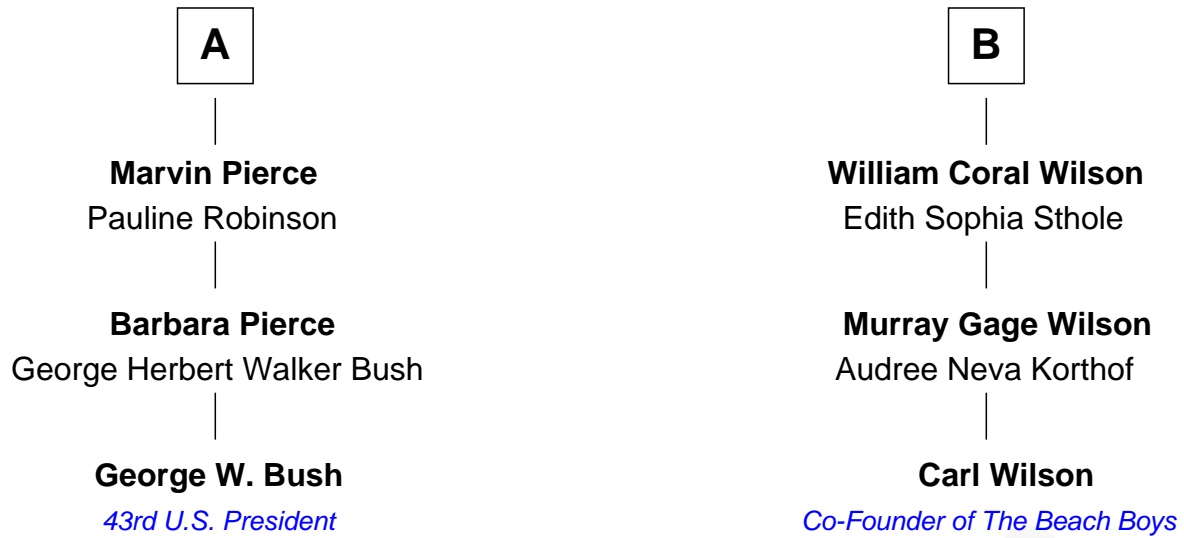 A
Marvin Pierce
Pauline Robinson
Barbara Pierce
George Herbert Walker Bush
George W. Bush
43rd U.S. President
B
William Coral Wilson
Edith Sophia Sthole
Murray Gage Wilson
Audree Neva Korthof
Carl Wilson
Co-Founder of The Beach Boys